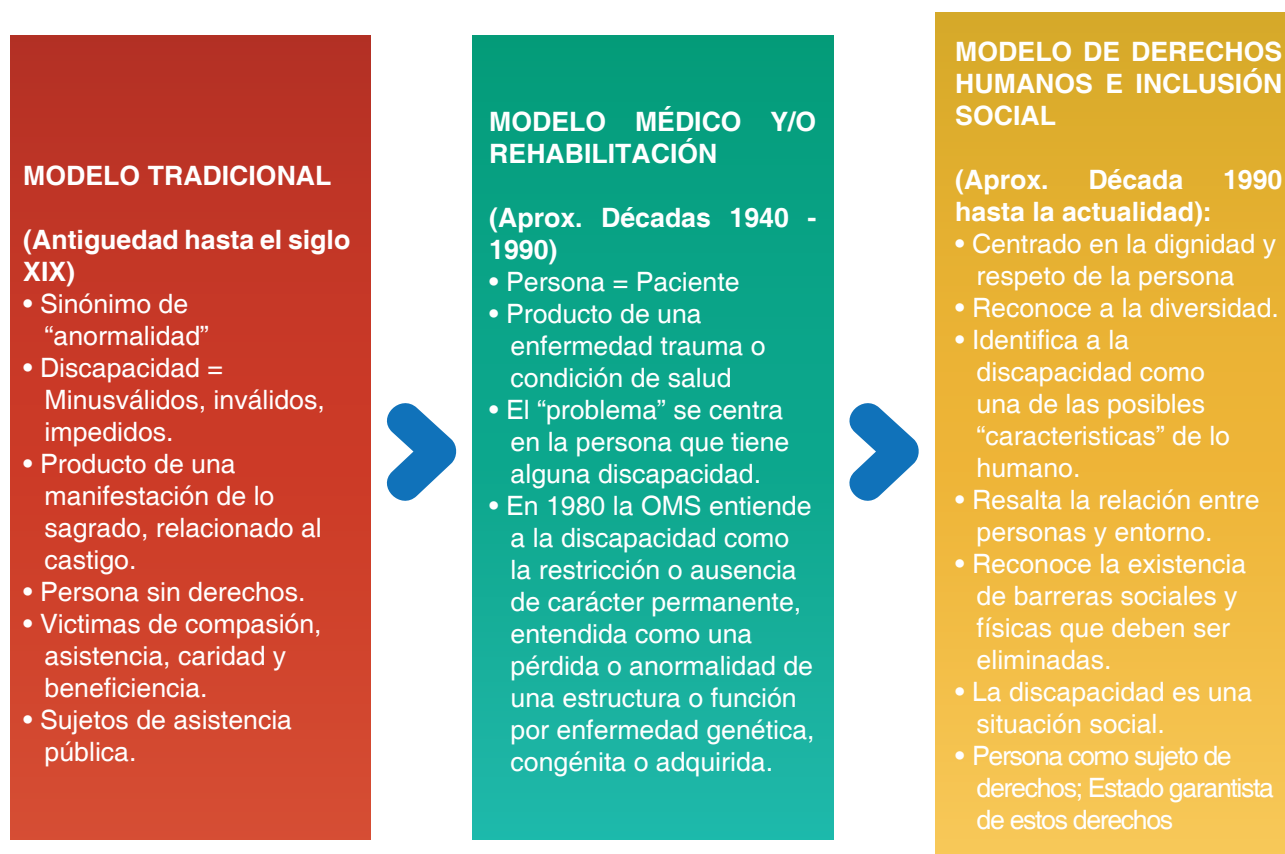 MODELO TRADICIONAL
(Antiguedad hasta el siglo
XIX)
• Sinónimo de
“anormalidad”
• Discapacidad =
Minusválidos, inválidos,
impedidos.
• Producto de una
manifestación de lo
sagrado, relacionado al
castigo.
• Persona sin derechos.
• Victimas de compasión,
asistencia, caridad y
beneficiencia.
• Sujetos de asistencia
pública.
MODELO MÉDICO Y/O
REHABILITACIÓN
(Aprox. Décadas 1940 -
1990)
• Persona = Paciente
• Producto de una
enfermedad trauma o
condición de salud
• El “problema” se centra
en la persona que tiene
alguna discapacidad.
• En 1980 la OMS entiende
a la discapacidad como
la restricción o ausencia
de carácter permanente,
entendida como una
pérdida o anormalidad de
una estructura o función
por enfermedad genética,
congénita o adquirida.
MODELO DE DERECHOS
HUMANOS E INCLUSIÓN
SOCIAL
(Aprox. Década 1990
hasta la actualidad):
• Centrado en la dignidad y
respeto de la persona
• Reconoce a la diversidad.
• Identifica a la
discapacidad como
una de las posibles
“caracteristicas” de lo
humano.
• Resalta la relación entre
personas y entorno.
• Reconoce la existencia
de barreras sociales y
físicas que deben ser
eliminadas.
• La discapacidad es una
situación social.
• Persona como sujeto de
derechos; Estado garantista
de estos derechos